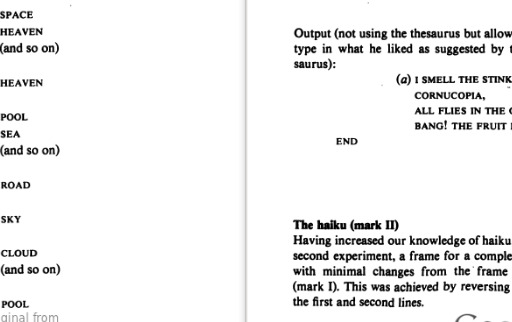 SPACE
HEAVEN
(and so on)
HEAVEN
POOL
SEA
(and so on)
ROAD
SKY
CLOUD
(and so on)
POOL
ginal from
Output (not using the thesaurus but allow
type in what he liked as suggested by
saurus):
(a) I SMELL THE STINK
CORNUCOPIA,
ALL FLIES IN THE
BANG! THE FRUIT
END
The haiku (mark II)
Having increased our knowledge of haiku
second experiment, a frame for a comple
with minimal changes from the frame
(mark I). This was achieved by reversing
the first and second lines.